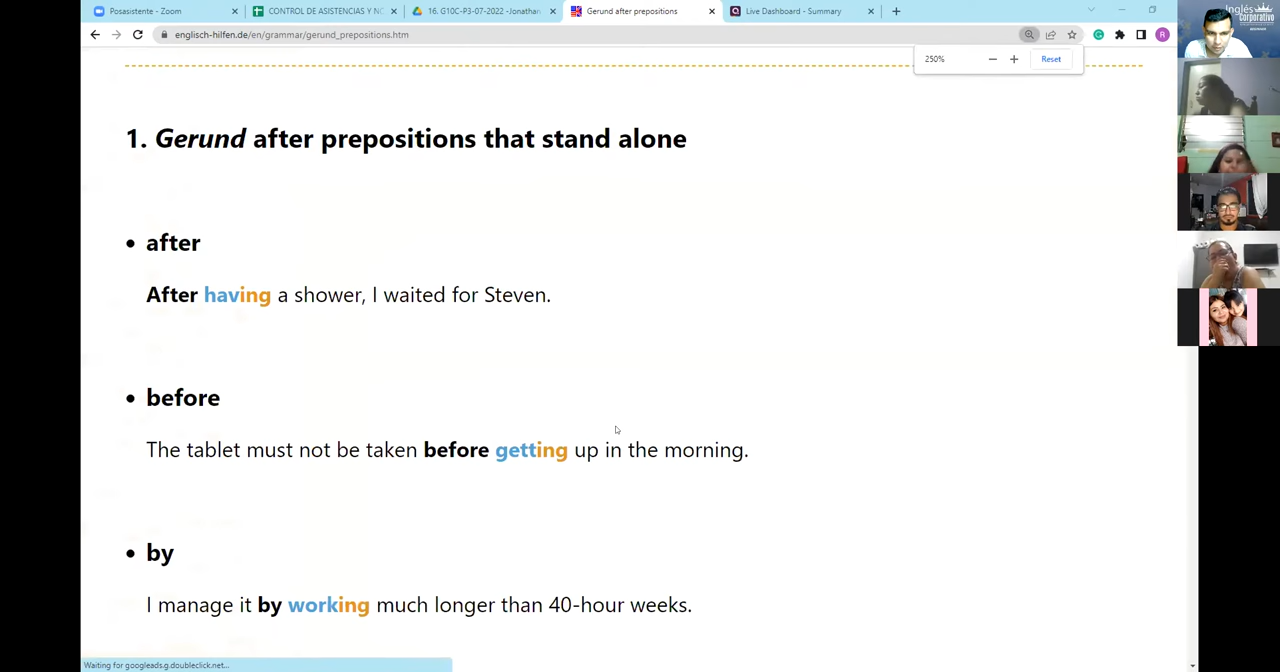 Posasistente - Zoom
CONTROL DE ASISTENCIAS Y NO
16. G10C-P3-07-2022 -Jonathan
Gerund after prepositions
Live Dashboard - Summary
englisch-hilfen.de/en/grammar/gerund_prepositions.htm
R
250%
Reset
Inglés
Corporativo
1. Gerund after prepositions that stand alone
• after
After having a shower, I waited for Steven.
• before
The tablet must not be taken before getting up in the morning.
• by
I manage it by working much longer than 40-hour weeks.
Waiting for googleads.g.doubleclick.net...